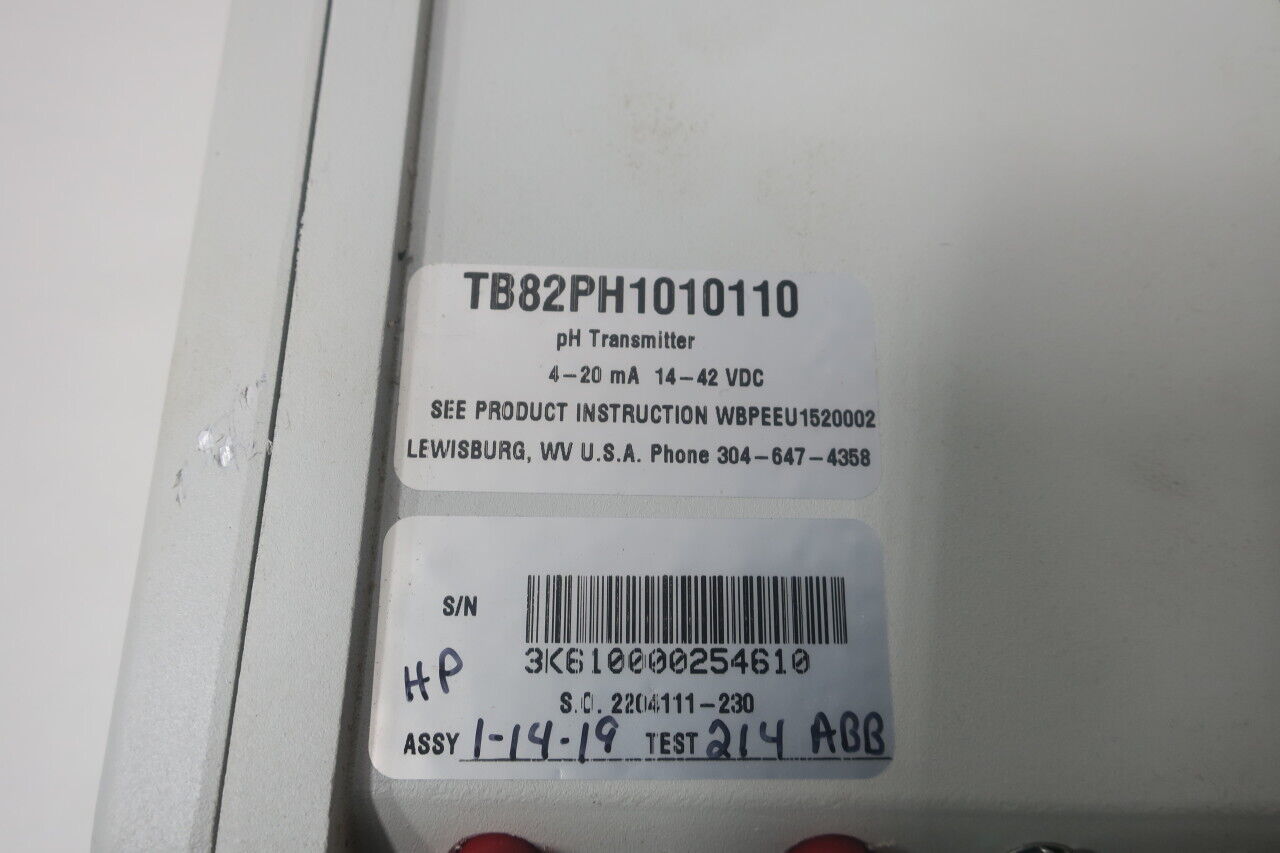 TB82PH1010110
pH Transmitter
4-20 mA 14-42 VDC
SEE PRODUCT INSTRUCTION WBPEEU1520002
LEWISBURG, WV U.S.A. Phone 304-647-4358
S/N
3K610000254610
HP
S.O. 2204111-230
ASSY 1-14-19 TEST 214 ABB